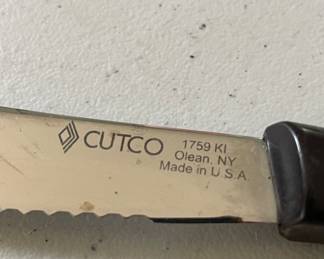 CUTCO 1759 KI
Olean, NY
Made in U.S.A.